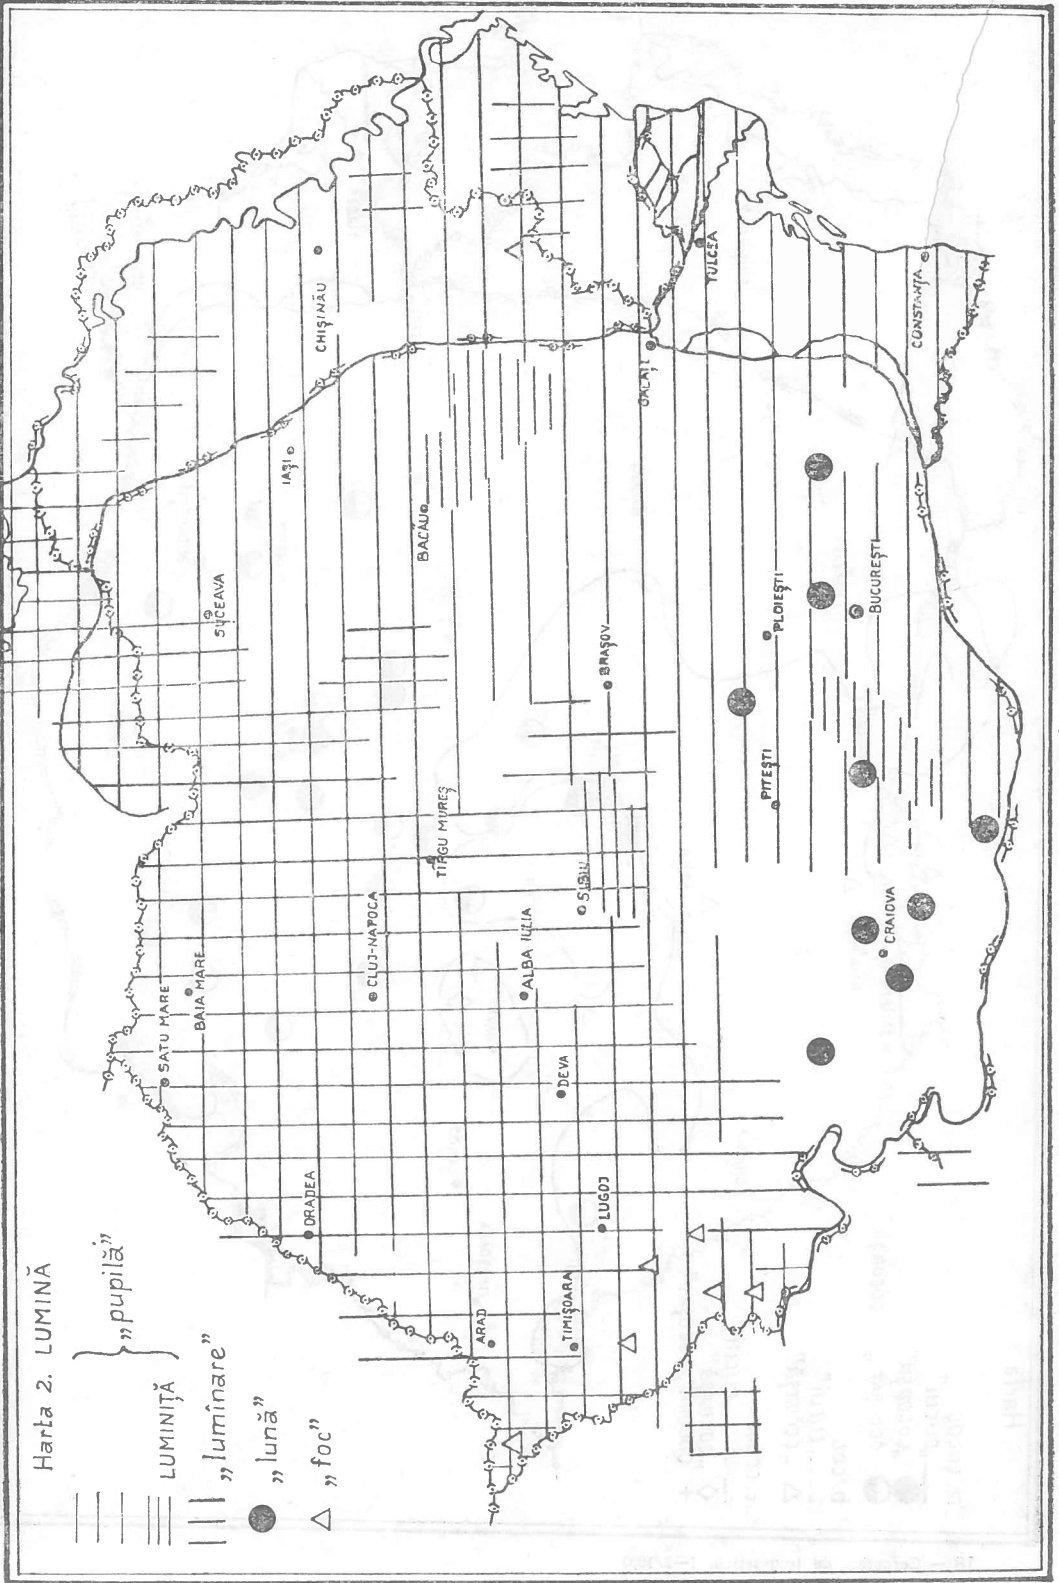 Harta 2. LUMINĂ
„pupilă”
LUMINIȚĂ
„lumînare”
„lună”
„foc”
SATU MARE
BAIA MARE
SUCEAVA
IAȘI
CHIȘINĂU
ORADEA
CLUJ-NAPOCA
TÎRGU MUREȘ
BACĂU
ARAD
TIMIȘOARA
LUGOJ
DEVA
ALBA IULIA
SIBIU
BRAȘOV
GALAȚI
TULCEA
PITEȘTI
PLOIEȘTI
CRAIOVA
BUCUREȘTI
CONSTANȚA